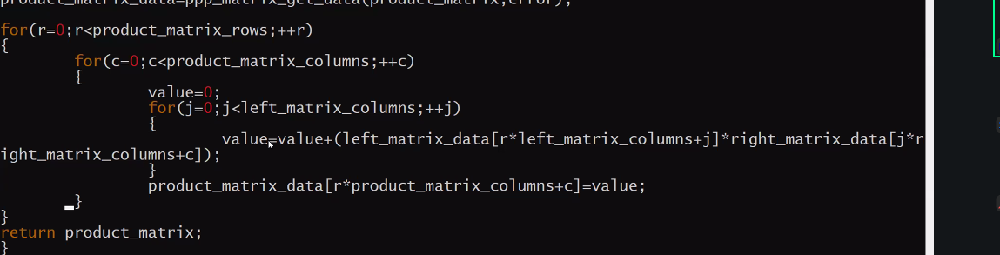 product_matrix_data=ppp_matrix_get_data(product_matrix,error);
for(r=0;r<product_matrix_rows;++r)
{
for(c=0;c<product_matrix_columns;++c)
{
value=0;
for(j=0;j<left_matrix_columns;++j)
{
value=value+(left_matrix_data[r*left_matrix_columns+j]*right_matrix_data[j*r
ight_matrix_columns+c]);
}
product_matrix_data[r*product_matrix_columns+c]=value;
}
}
return product_matrix;
}